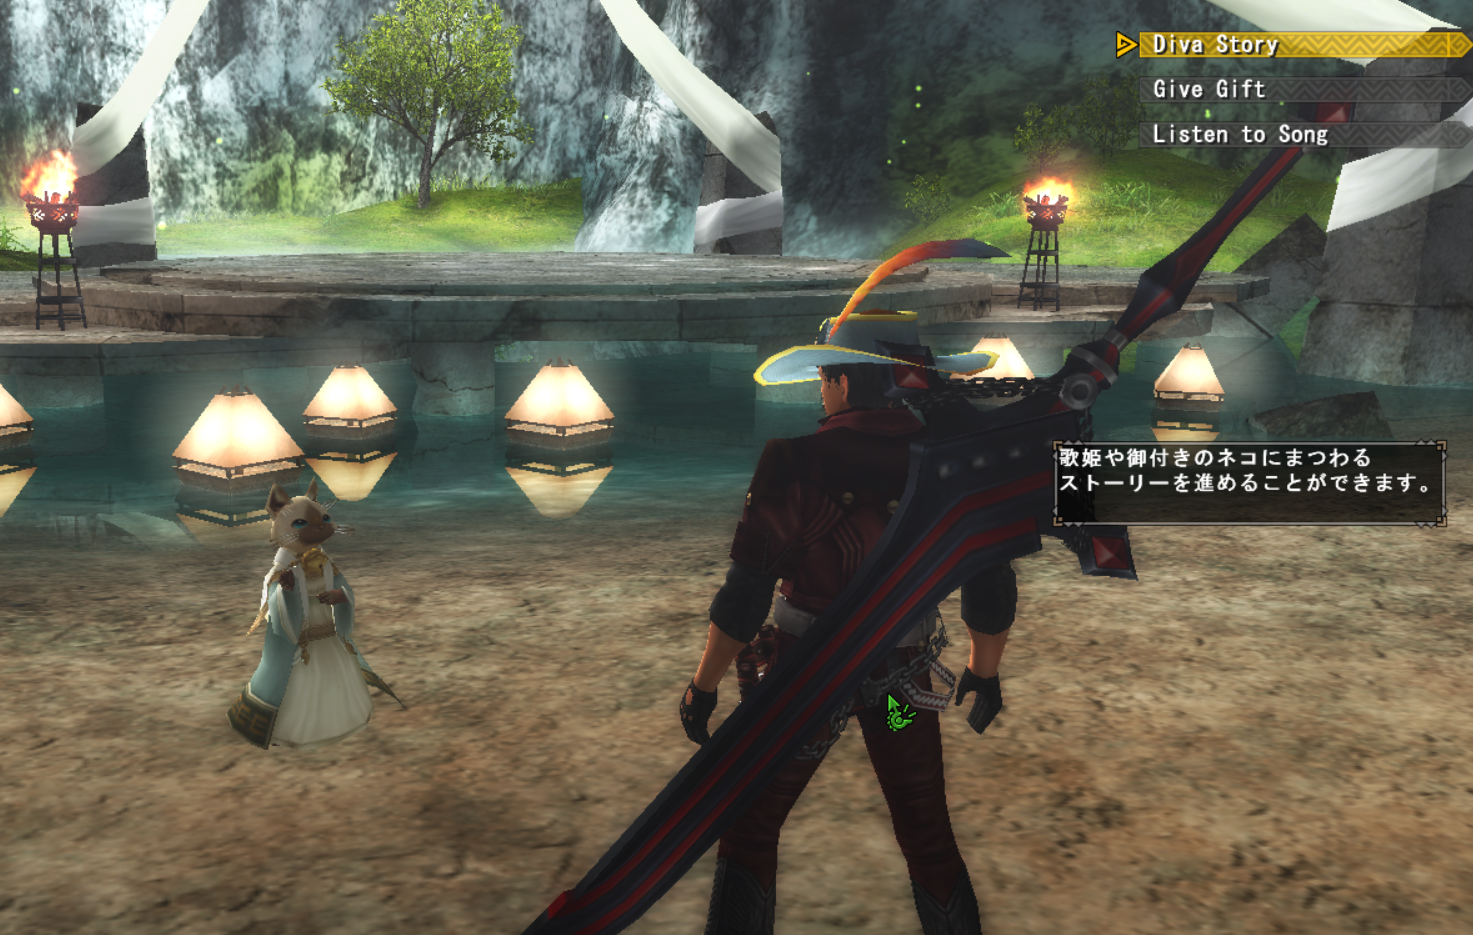 Diva Story
Give Gift
Listen to Song
歌姫や御付きのネコにまつわる
ストーリーを進めることができます。